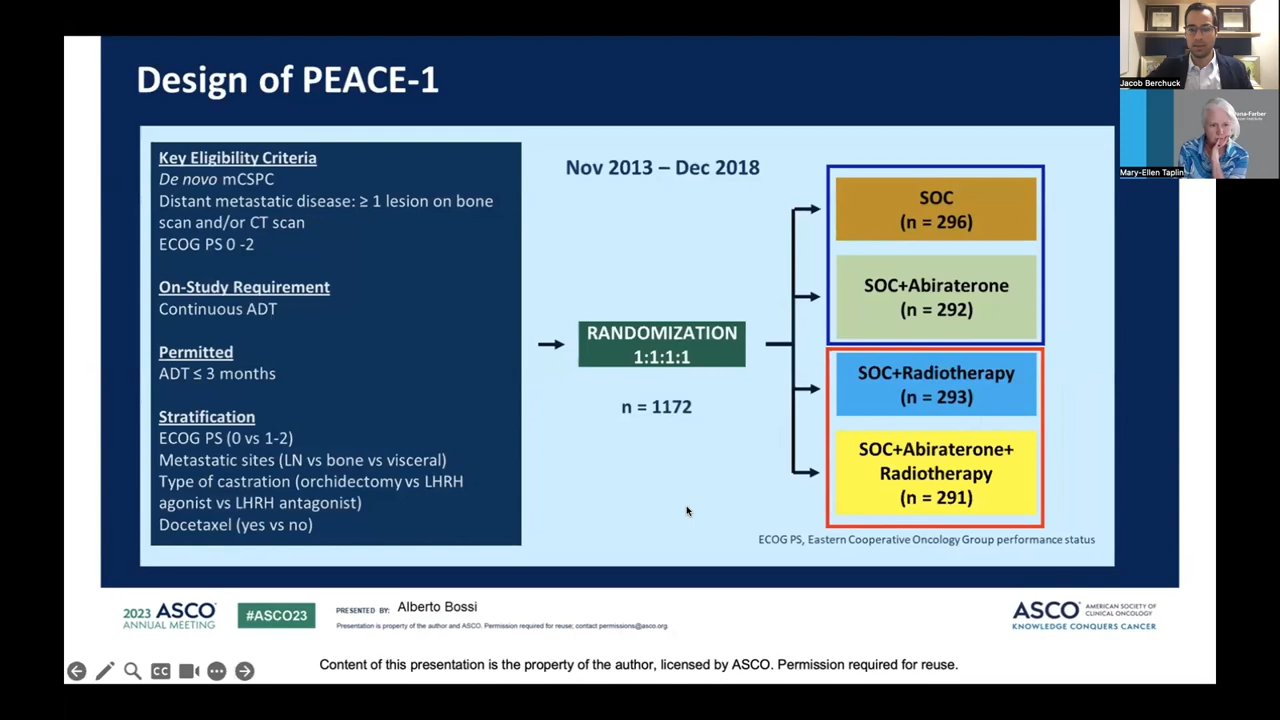 Design of PEACE-1
Key Eligibility Criteria
De novo mCSPC
Distant metastatic disease: ≥ 1 lesion on bone
scan and/or CT scan
ECOG PS 0 -2
On-Study Requirement
Continuous ADT
Permitted
ADT ≤ 3 months
Stratification
ECOG PS (0 vs 1-2)
Metastatic sites (LN vs bone vs visceral)
Type of castration (orchidectomy vs LHRH
agonist vs LHRH antagonist)
Docetaxel (yes vs no)
Nov 2013 – Dec 2018
RANDOMIZATION
1:1:1:1
n = 1172
SOC
(n = 296)
SOC+Abiraterone
(n = 292)
SOC+Radiotherapy
(n = 293)
SOC+Abiraterone+
Radiotherapy
(n = 291)
ECOG PS, Eastern Cooperative Oncology Group performance status
2023 ASCO
ANNUAL MEETING
#ASCO23
PRESENTED BY: Alberto Bossi
Presentation is property of the author and ASCO. Permission required for reuse; contact permissions@asco.org.
ASCO AMERICAN SOCIETY OF
CLINICAL ONCOLOGY
KNOWLEDGE CONQUERS CANCER
Content of this presentation is the property of the author, licensed by ASCO. Permission required for reuse.
CC
Jacob Berchuck
Mary-Ellen Taplin